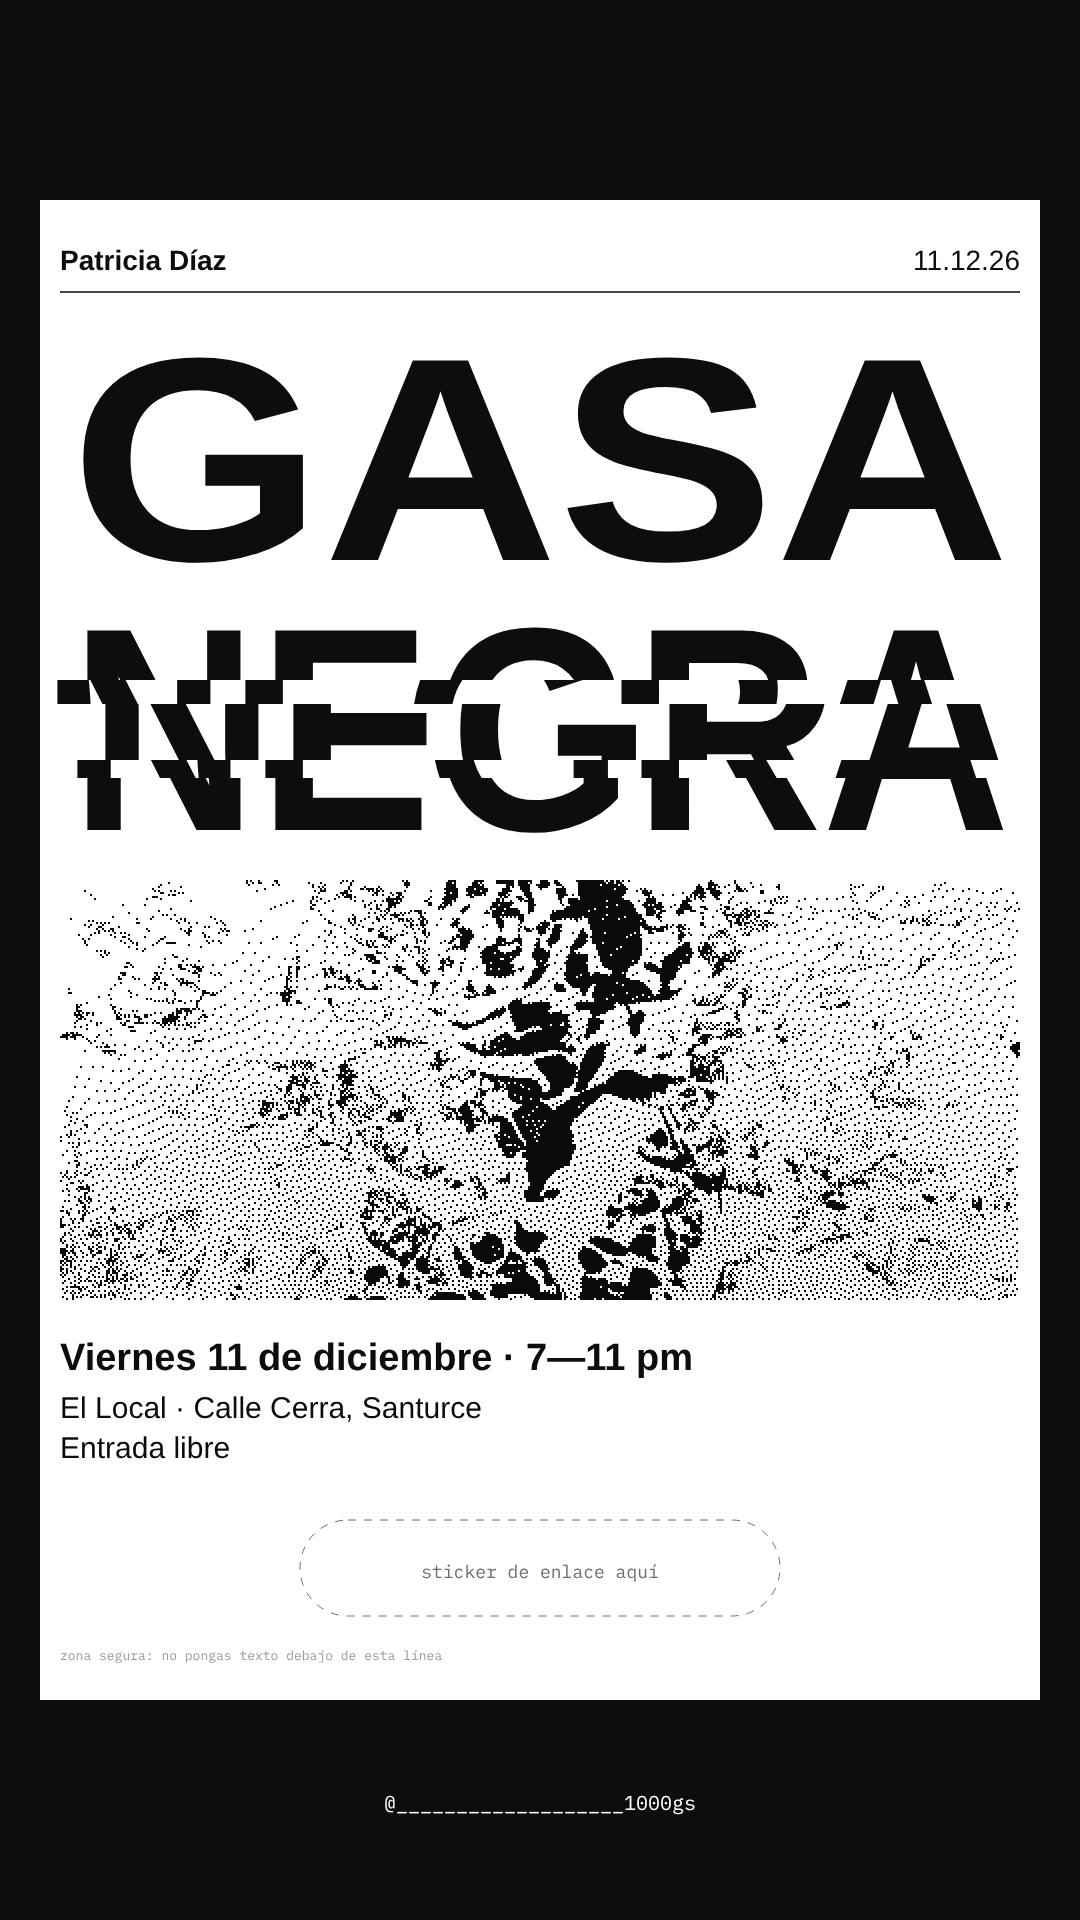 Patricia Díaz
11.12.26
GASA
NEGRA
Viernes 11 de diciembre · 7—11 pm
El Local · Calle Cerra, Santurce
Entrada libre
sticker de enlace aquí
zona segura: no pongas texto debajo de esta línea
@___________________1000gs